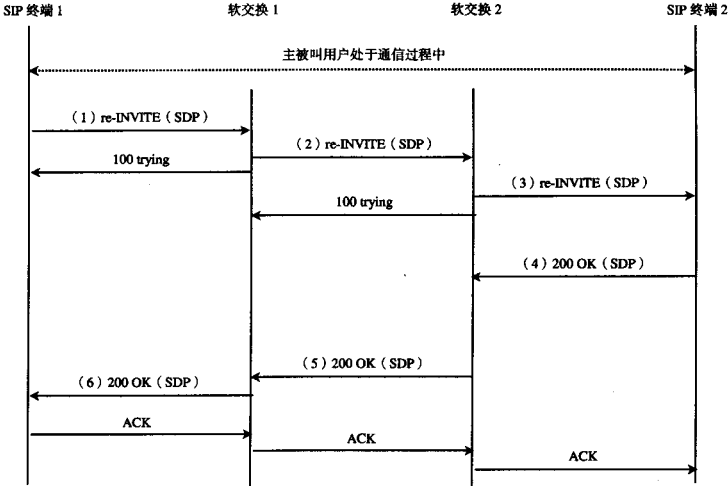 SIP 终端 1 软交换 1 软交换 2 SIP 终端 2
主被叫用户处于通信过程中
（1）re-INVITE（SDP）
（2）re-INVITE（SDP）
100 trying
（3）re-INVITE（SDP）
100 trying
（4）200 OK（SDP）
（5）200 OK（SDP）
（6）200 OK（SDP）
ACK
ACK
ACK